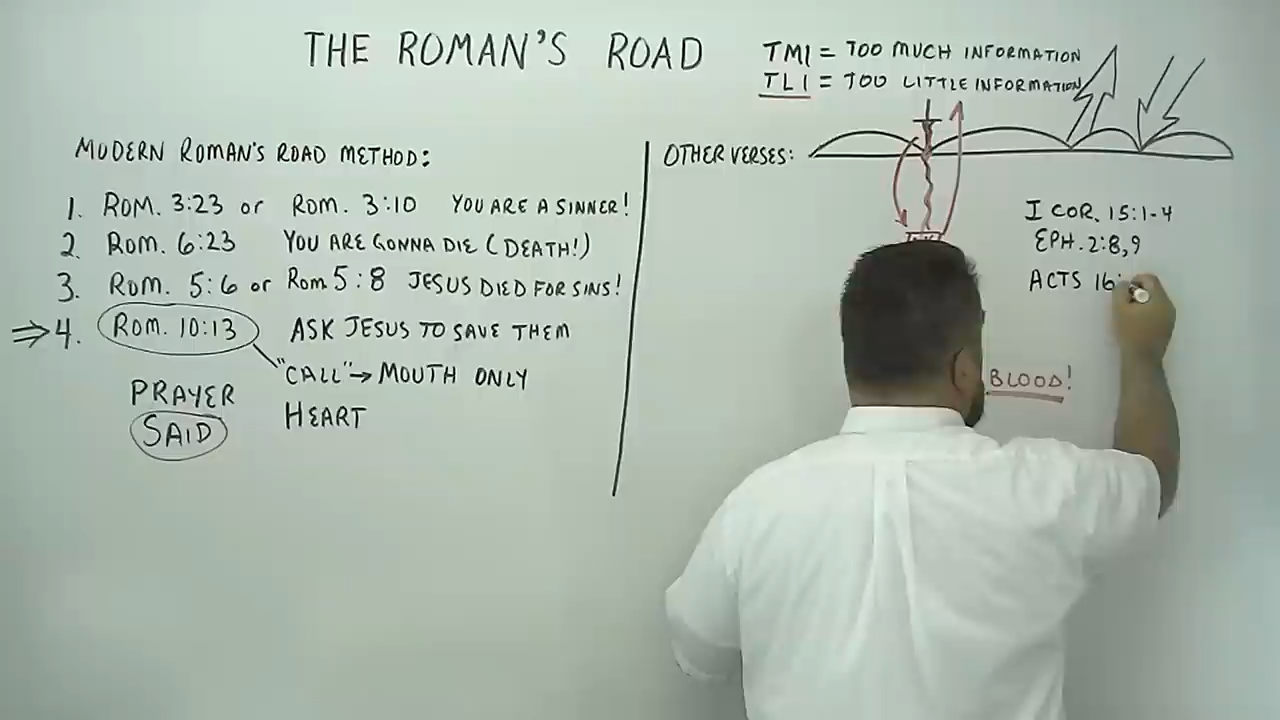 THE ROMAN'S ROAD
TMI = TOO MUCH INFORMATION
TLI = TOO LITTLE INFORMATION
MODERN ROMAN'S ROAD METHOD:
1. ROM. 3:23 or Rom. 3:10 YOU ARE A SINNER!
2. ROM. 6:23 YOU ARE GONNA DIE (DEATH!)
3. Rom. 5:6 or Rom 5:8 JESUS DIED FOR SINS!
⇒ 4. Rom. 10:13 ASK JESUS TO SAVE THEM
"CALL" → MOUTH ONLY
PRAYER
HEART
SAID
OTHER VERSES:
I COR. 15:1-4
EPH. 2:8,9
ACTS 16:
BLOOD!